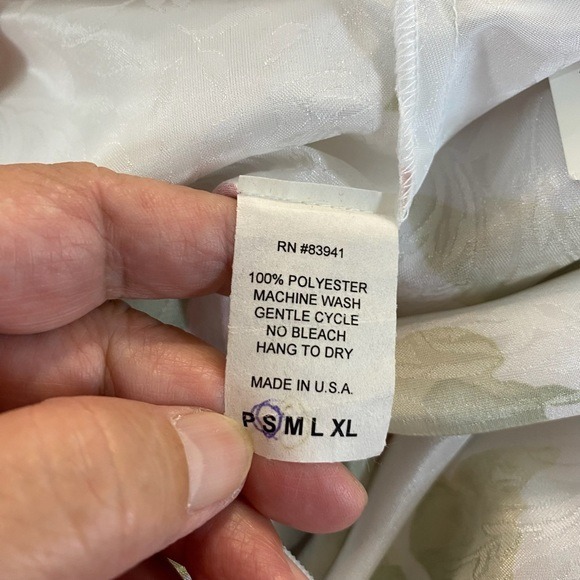 RN #83941
100% POLYESTER
MACHINE WASH
GENTLE CYCLE
NO BLEACH
HANG TO DRY
MADE IN U.S.A.
P S M L XL